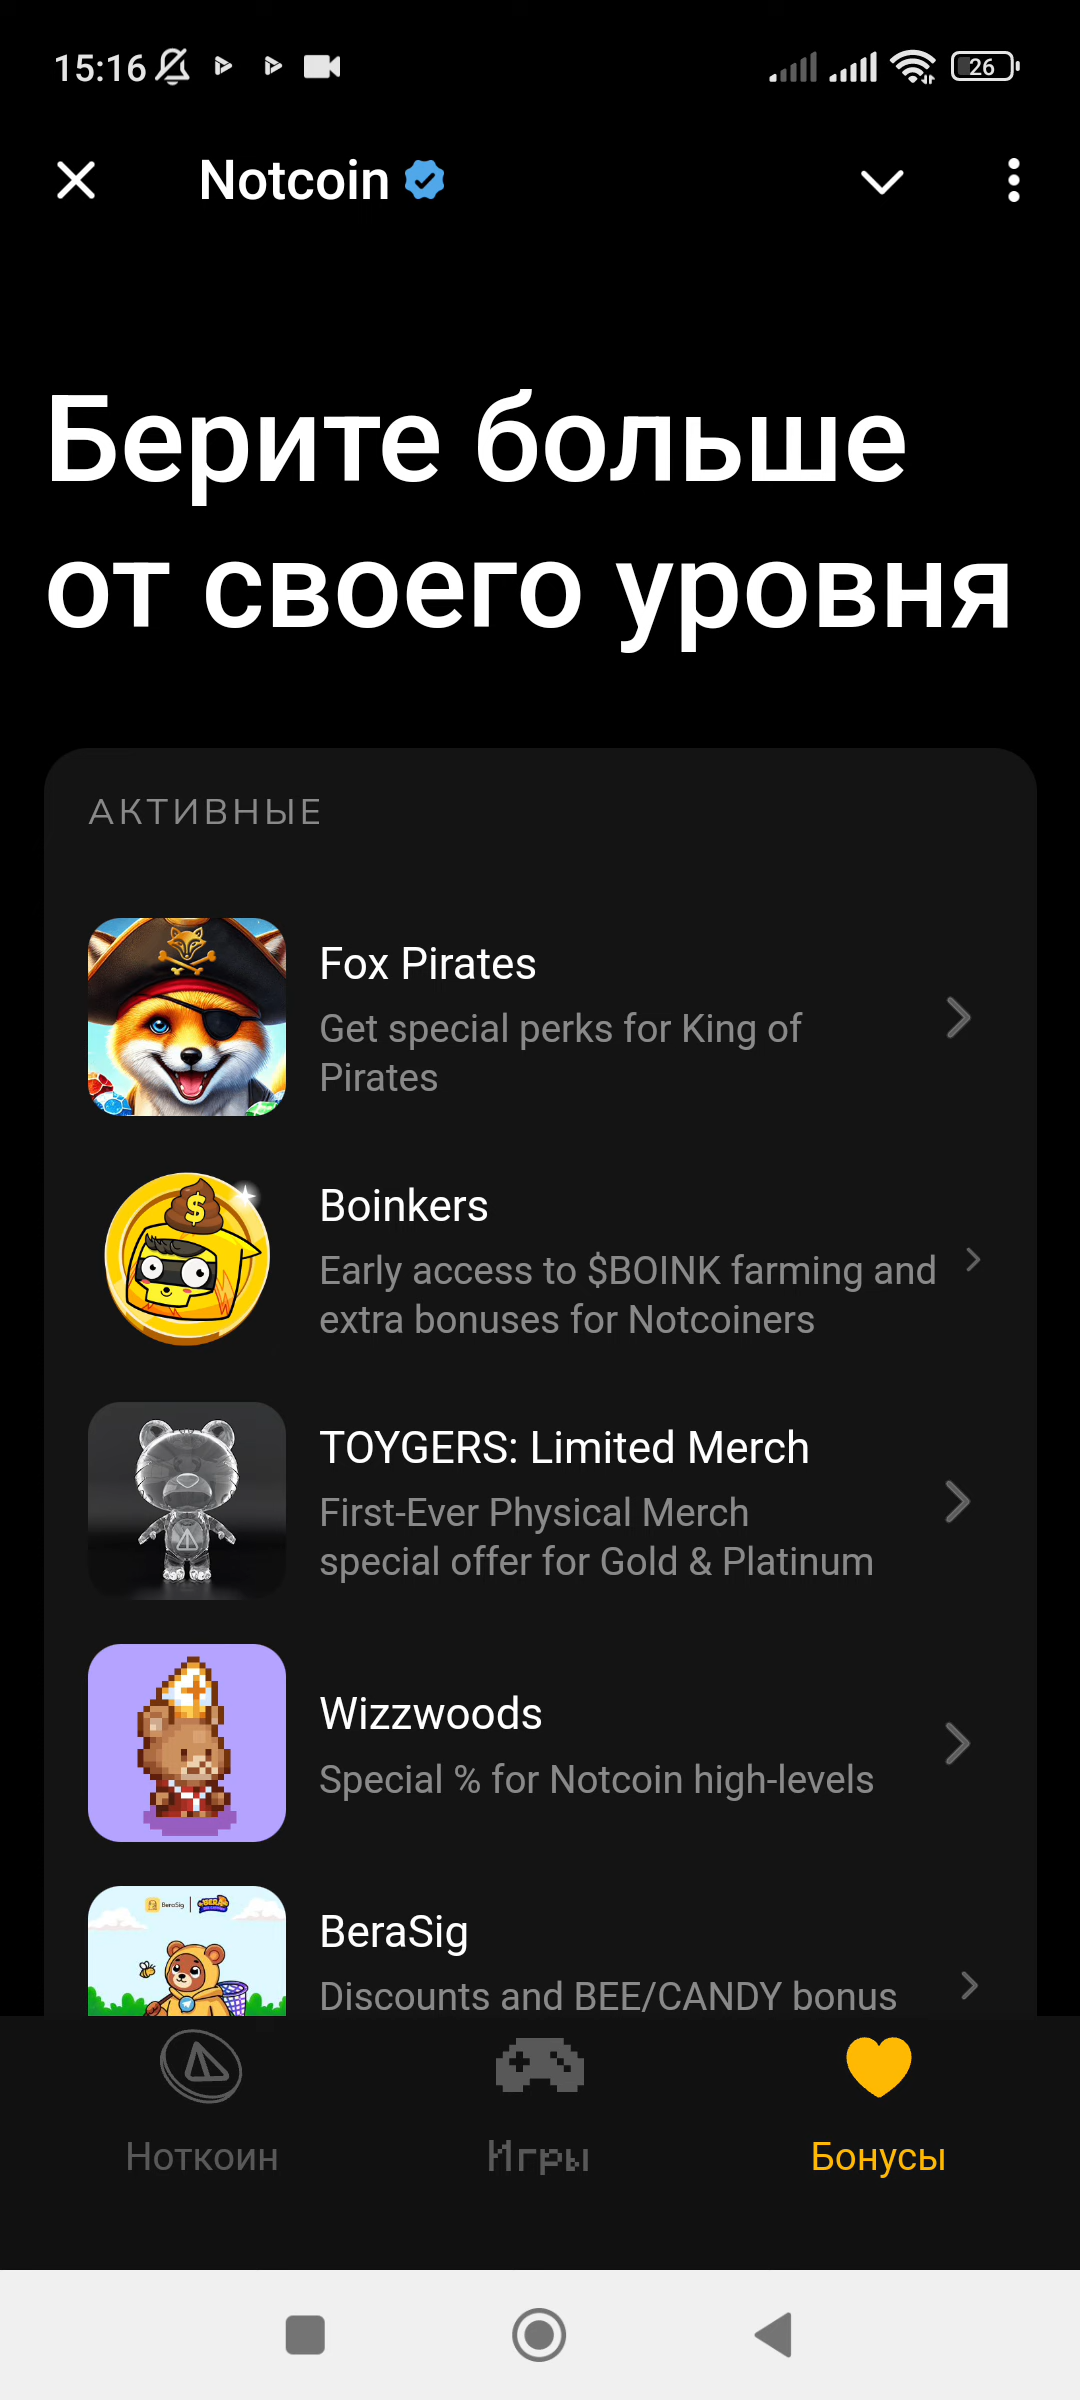 15:16
26
Notcoin
Берите больше
от своего уровня
АКТИВНЫЕ
Fox Pirates
Get special perks for King of
Pirates
$
Boinkers
Early access to $BOINK farming and
extra bonuses for Notcoiners
TOYGERS: Limited Merch
First-Ever Physical Merch
special offer for Gold & Platinum
Wizzwoods
Special % for Notcoin high-levels
BeraSig
BERA
BeraSig
Discounts and BEE/CANDY bonus
Ноткоин
Игры
Бонусы